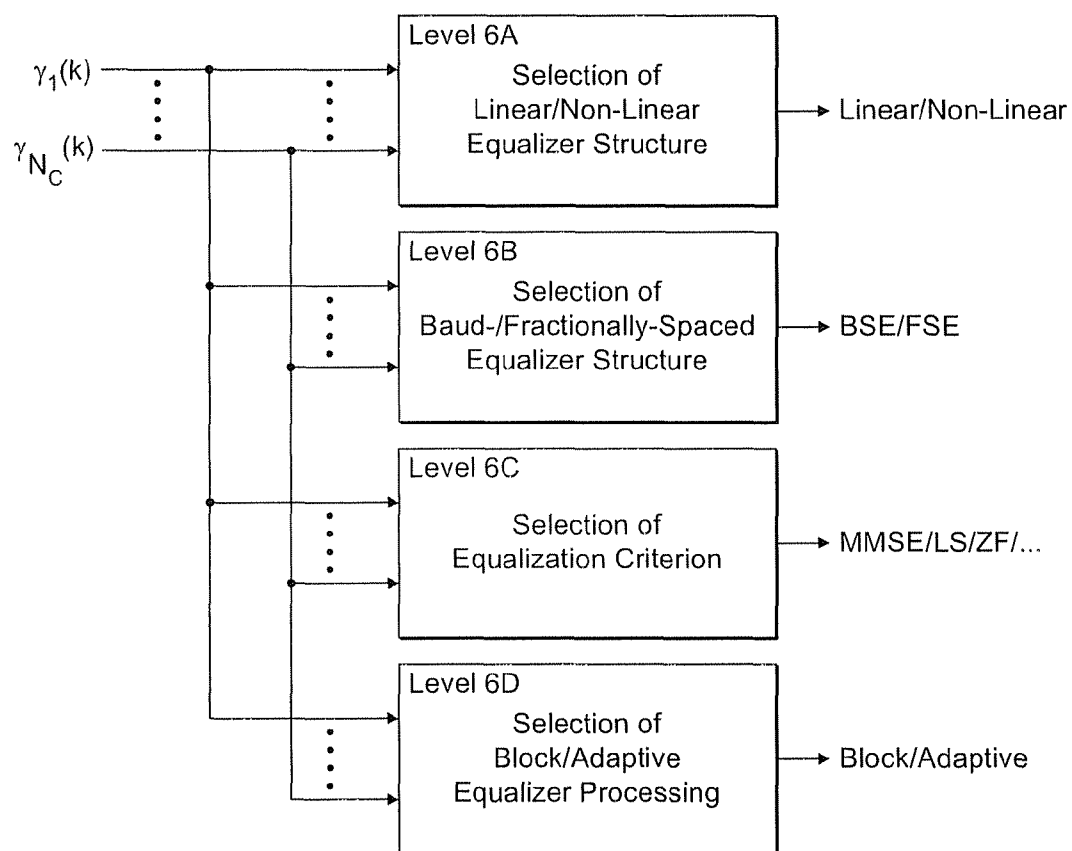 Level 6A
Selection of
Linear/Non-Linear
Equalizer Structure
γ1(k)
γNC(k)
Linear/Non-Linear
Level 6B
Selection of
Baud-/Fractionally-Spaced
Equalizer Structure
BSE/FSE
Level 6C
Selection of
Equalization Criterion
MMSE/LS/ZF/...
Level 6D
Selection of
Block/Adaptive
Equalizer Processing
Block/Adaptive